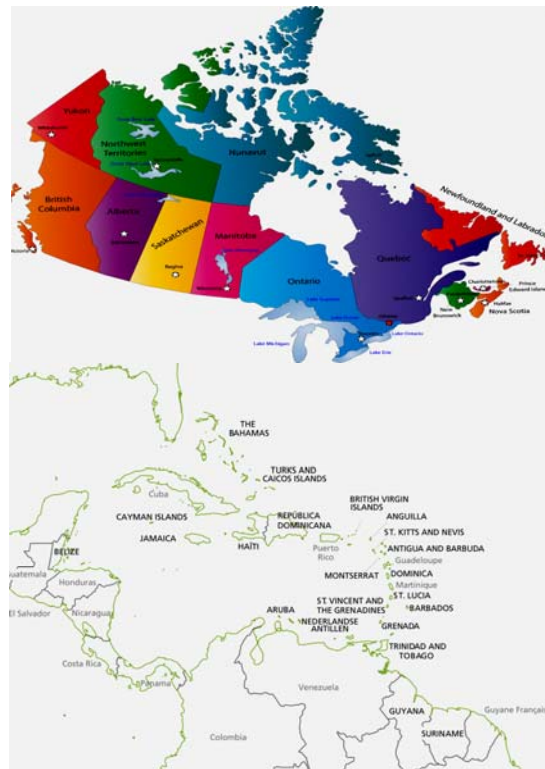 Yukon
Northwest
Territories
Nunavut
British
Columbia
Alberta
Saskatchewan
Manitoba
Regina
Ontario
Quebec
Newfoundland and Labrador
Prince
Edward Island
Charlottetown
Halifax
Nova Scotia
New
Brunswick
Lake Superior
Lake Michigan
Lake Ontario
Lake Erie
THE
BAHAMAS
TURKS AND
CAICOS ISLANDS
Cuba
BRITISH VIRGIN
ISLANDS
ANGUILLA
CAYMAN ISLANDS
REPÚBLICA
DOMINICANA
ST. KITTS AND NEVIS
JAMAICA
HAÏTI
Puerto
Rico
ANTIGUA AND BARBUDA
BELIZE
Guadeloupe
Guatemala
Honduras
MONTSERRAT
DOMINICA
Martinique
El Salvador
Nicaragua
ST. LUCIA
ST. VINCENT AND
THE GRENADINES
BARBADOS
ARUBA
NEDERLANDSE
ANTILLEN
GRENADA
Costa Rica
TRINIDAD AND
TOBAGO
Panama
Venezuela
GUYANA
Guyane Français
SURINAME
Colombia